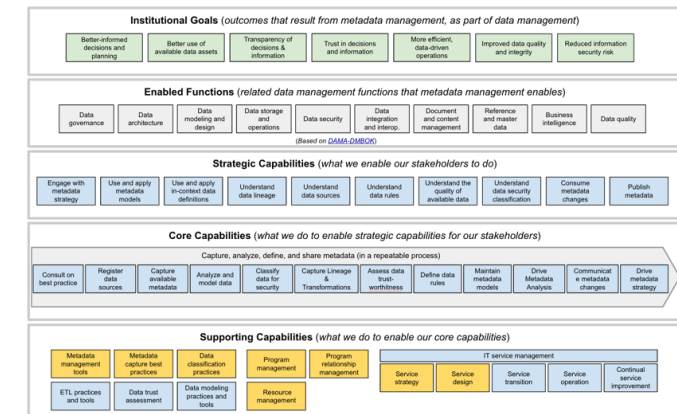 Institutional Goals (outcomes that result from metadata management, as part of data management)
Better-informed
decisions and
planning
Better use of
available data assets
Transparency of
decisions &
information
Trust in decisions
and information
More efficient,
data-driven
operations
Improved data quality
and integrity
Reduced information
security risk
Enabled Functions (related data management functions that metadata management enables)
Data
governance
Data
architecture
Data
modeling and
design
Data storage
and
operations
Data security
Data
integration
and interop.
Document
and content
management
Reference
and master
data
Business
intelligence
Data quality
(Based on DAMA-DMBOK)
Strategic Capabilities (what we enable our stakeholders to do)
Engage with
metadata
strategy
Use and apply
metadata
models
Use and apply
in-context data
definitions
Understand
data lineage
Understand
data sources
Understand
data rules
Understand the
quality of
available data
Understand
data security
classification
Consume
metadata
changes
Publish
metadata
Core Capabilities (what we do to enable strategic capabilities for our stakeholders)
Capture, analyze, define, and share metadata (in a repeatable process)
Consult on
best practice
Register
data
sources
Capture
available
metadata
Analyze and
model data
Classify
data for
security
Capture Lineage
&
Transformations
Assess data
trust-
worthitness
Define data
rules
Maintain
metadata
models
Drive
Metadata
Analysis
Communicat
e metadata
changes
Drive
metadata
strategy
Supporting Capabilities (what we do to enable our core capabilities)
Metadata
management
tools
Metadata
capture best
practices
Data
classification
practices
Program
management
Program
relationship
management
IT service management
Service
strategy
Service
design
Service
transition
Service
operation
Continual
service
improvement
ETL practices
and tools
Data trust
assessment
Data modeling
practices and
tools
Resource
management